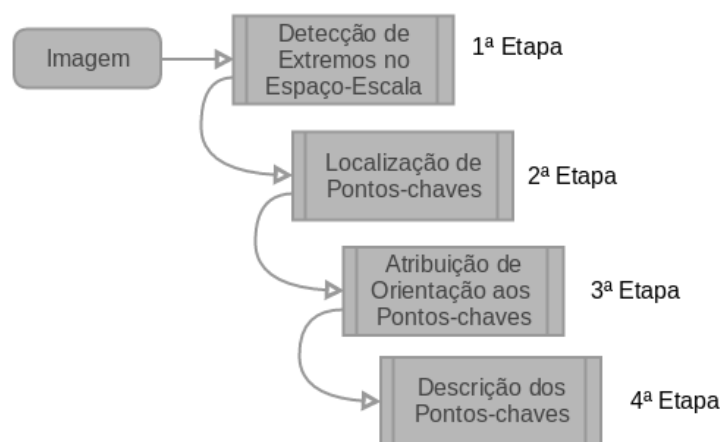 Imagem
Detecção de
Extremos no
Espaço-Escala
1ª Etapa
Localização de
Pontos-chaves
2ª Etapa
Atribuição de
Orientação aos
Pontos-chaves
3ª Etapa
Descrição dos
Pontos-chaves
4ª Etapa